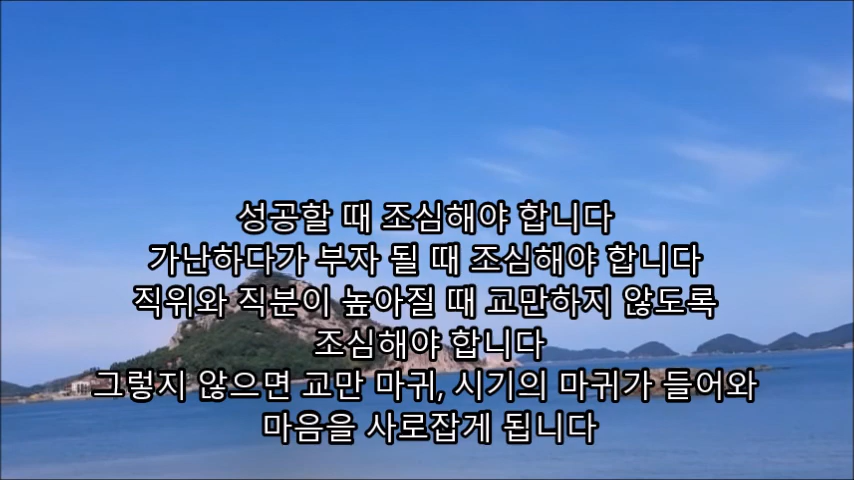 성공할 때 조심해야 합니다
가난하다가 부자 될 때 조심해야 합니다
직위와 직분이 높아질 때 교만하지 않도록
조심해야 합니다
그렇지 않으면 교만 마귀, 시기의 마귀가 들어와
마음을 사로잡게 됩니다